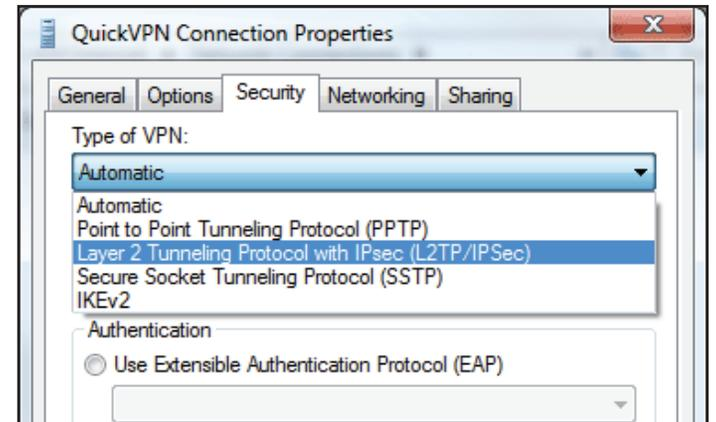 QuickVPN Connection Properties
X
General Options Security Networking Sharing
Type of VPN:
Automatic
Automatic
Point to Point Tunneling Protocol (PPTP)
Layer 2 Tunneling Protocol with IPsec (L2TP/IPSec)
Secure Socket Tunneling Protocol (SSTP)
IKEv2
Authentication
Use Extensible Authentication Protocol (EAP)